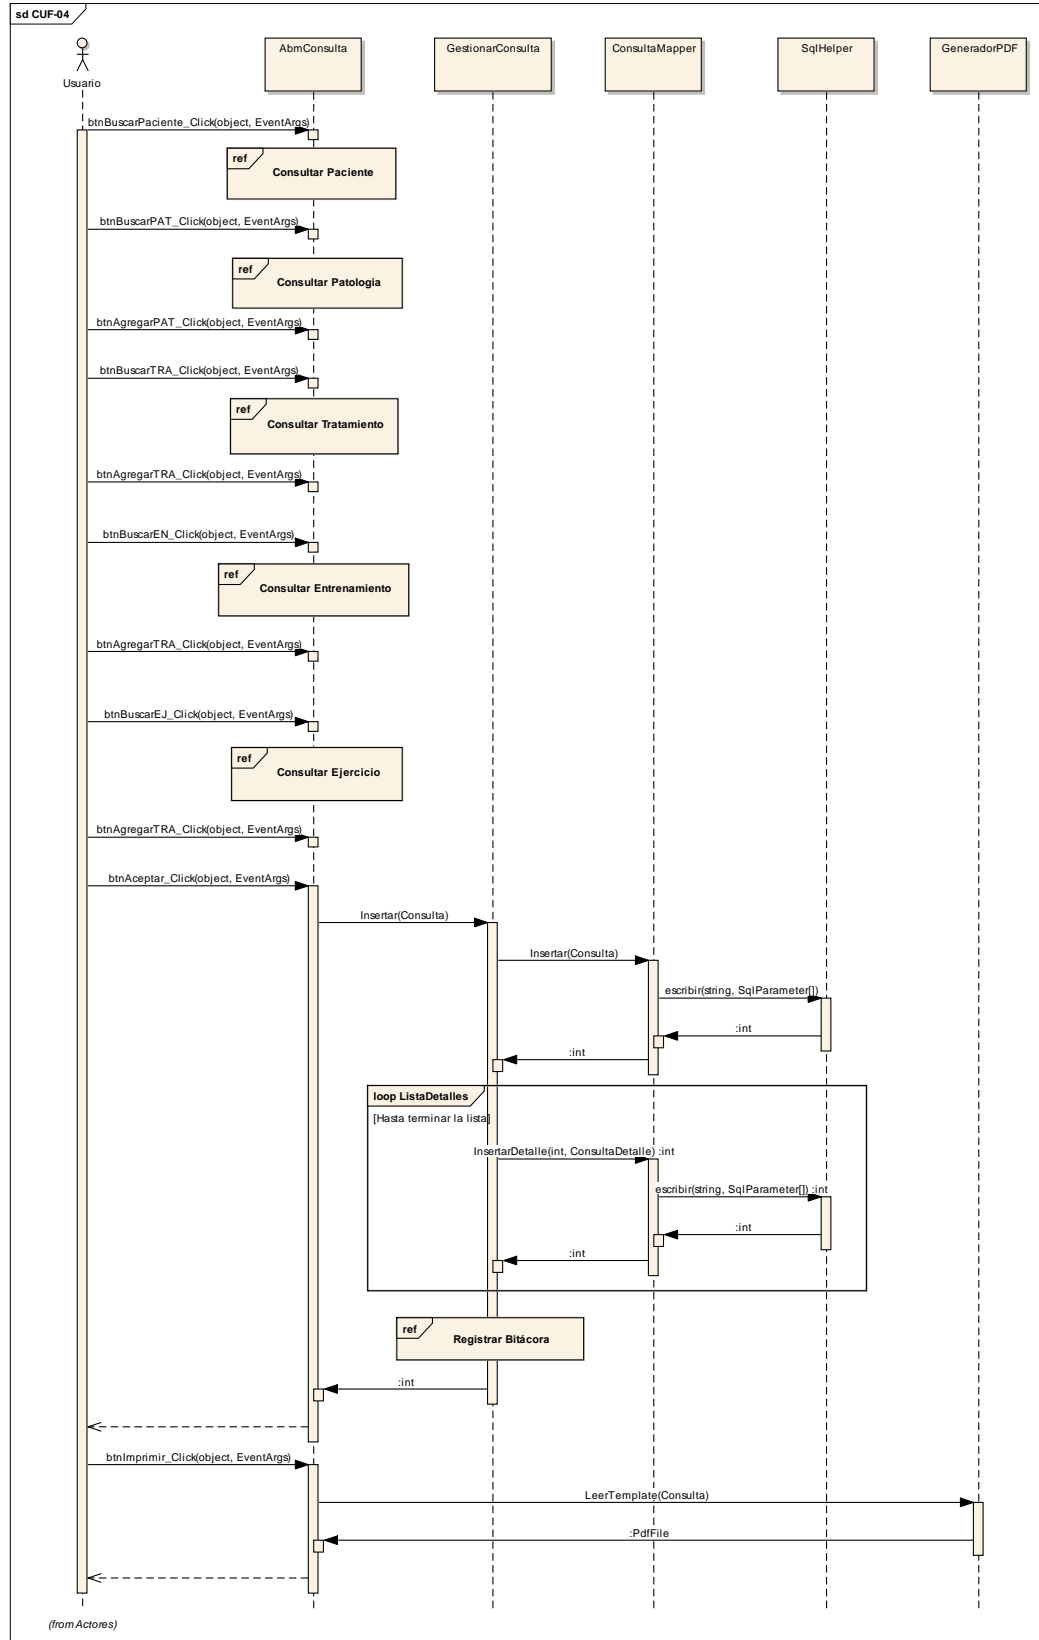 sd CUF-04
AbmConsulta
GestionarConsulta
ConsultaMapper
SqlHelper
GeneradorPDF
Usuario
btnBuscarPaciente_Click(object, EventArgs)
ref
Consultar Paciente
btnBuscarPAT_Click(object, EventArgs)
ref
Consultar Patologia
btnAgregarPAT_Click(object, EventArgs)
btnBuscarTRA_Click(object, EventArgs)
ref
Consultar Tratamiento
btnAgregarTRA_Click(object, EventArgs)
btnBuscarEN_Click(object, EventArgs)
ref
Consultar Entrenamiento
btnAgregarTRA_Click(object, EventArgs)
btnBuscarEJ_Click(object, EventArgs)
ref
Consultar Ejercicio
btnAgregarTRA_Click(object, EventArgs)
btnAceptar_Click(object, EventArgs)
Insertar(Consulta)
Insertar(Consulta)
escribir(string, SqlParameter[])
:int
:int
loop ListaDetalles
[Hasta terminar la lista]
InsertarDetalle(int, ConsultaDetalle) :int
escribir(string, SqlParameter[]) :int
:int
:int
ref
Registrar Bitácora
:int
btnImprimir_Click(object, EventArgs)
LeerTemplate(Consulta)
:PdfFile
(from Actores)